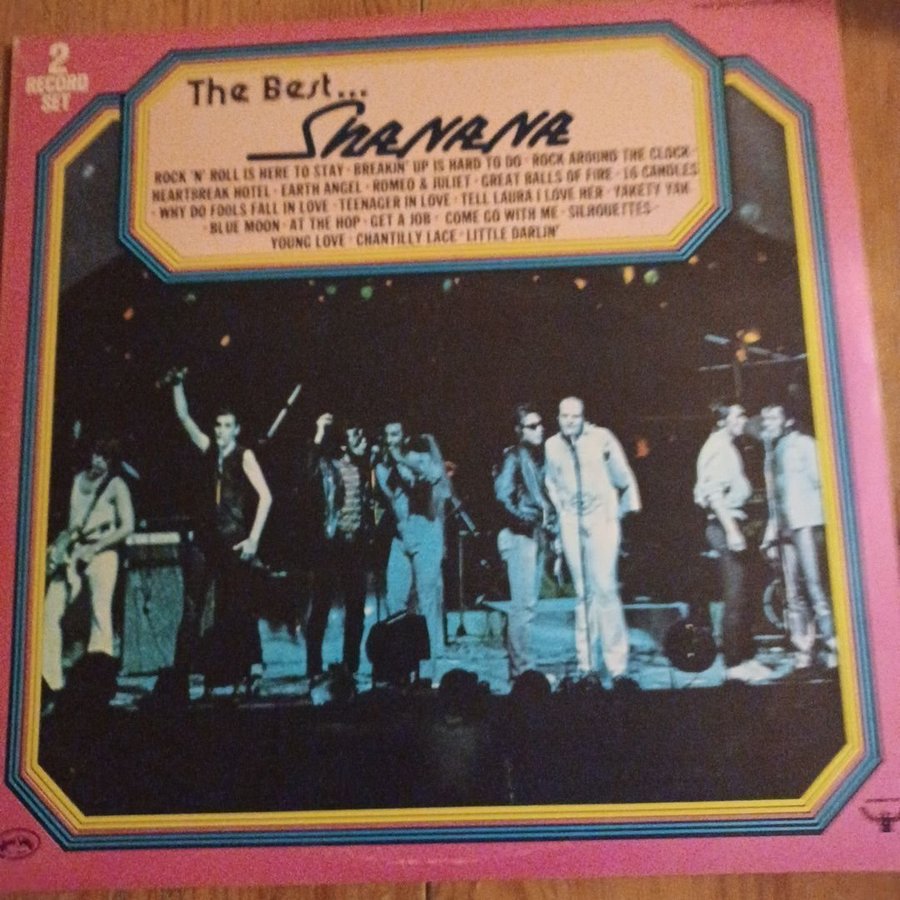 2
RECORD
SET
The Best...
SHANANA
ROCK 'N' ROLL IS HERE TO STAY · BREAKIN' UP IS HARD TO DO · ROCK AROUND THE CLOCK ·
HEARTBREAK HOTEL · EARTH ANGEL · ROMEO & JULIET · GREAT BALLS OF FIRE · 16 CANDLES
· WHY DO FOOLS FALL IN LOVE · TEENAGER IN LOVE · TELL LAURA I LOVE HER · YAKETY YAK ·
· BLUE MOON · AT THE HOP · GET A JOB · COME GO WITH ME · SILHOUETTES ·
YOUNG LOVE · CHANTILLY LACE · LITTLE DARLIN'